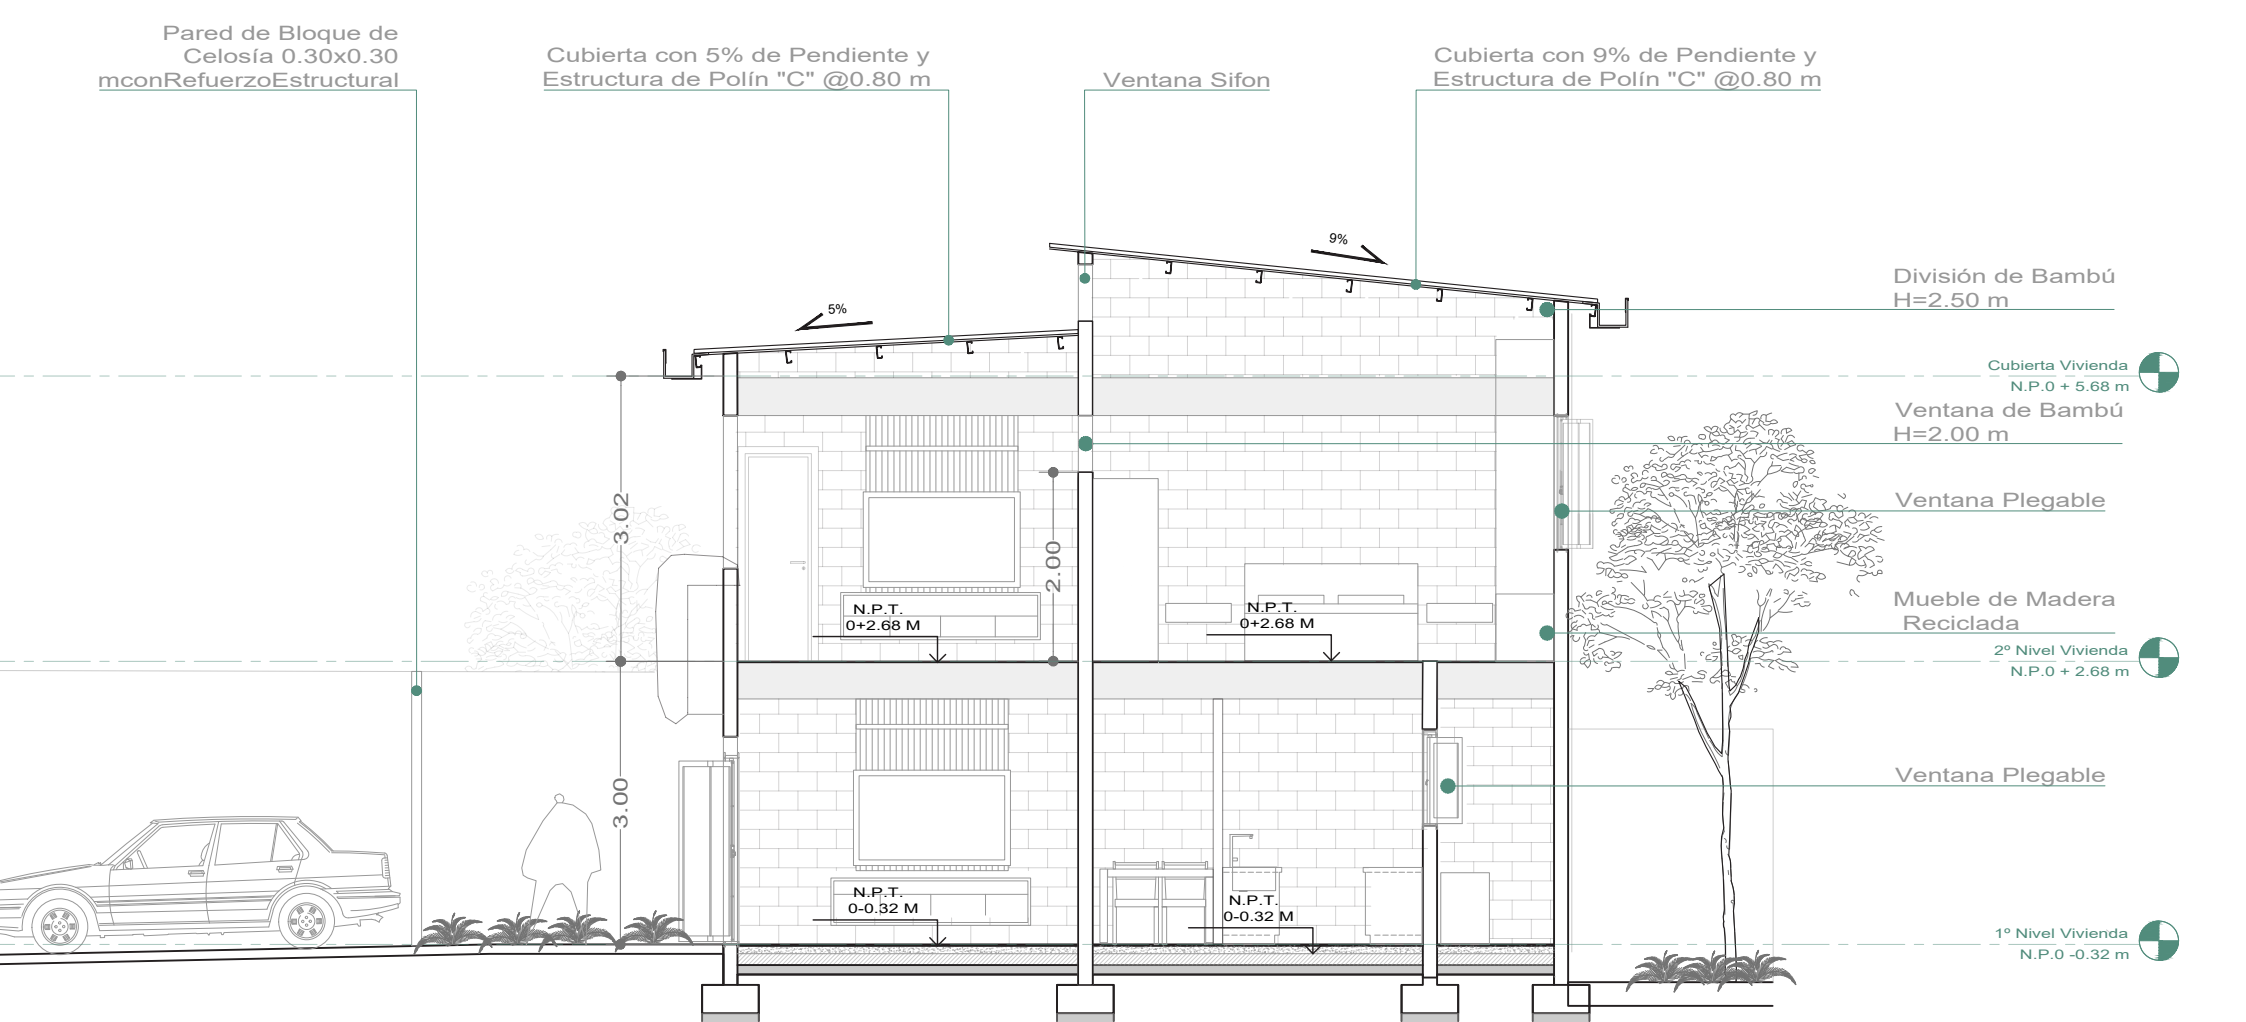 Pared de Bloque de
Celosía 0.30x0.30
mconRefuerzoEstructural
Cubierta con 5% de Pendiente y
Estructura de Polín "C" @0.80 m
Ventana Sifon
Cubierta con 9% de Pendiente y
Estructura de Polín "C" @0.80 m
9%
5%
División de Bambú
H=2.50 m
Cubierta Vivienda
N.P.0 + 5.68 m
Ventana de Bambú
H=2.00 m
Ventana Plegable
3.02
2.00
N.P.T.
0+2.68 M
N.P.T.
0+2.68 M
Mueble de Madera
Reciclada
2º Nivel Vivienda
N.P.0 + 2.68 m
3.00
Ventana Plegable
N.P.T.
0-0.32 M
N.P.T.
0-0.32 M
1º Nivel Vivienda
N.P.0 -0.32 m